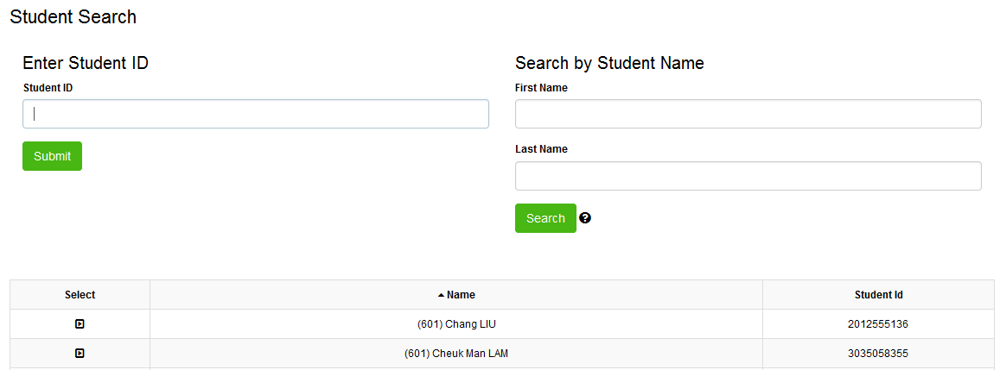 Student Search
Enter Student ID
Student ID
Submit
Search by Student Name
First Name
Last Name
Search
Select Name Student Id
(601) Chang LIU 2012555136
(601) Cheuk Man LAM 3035058355